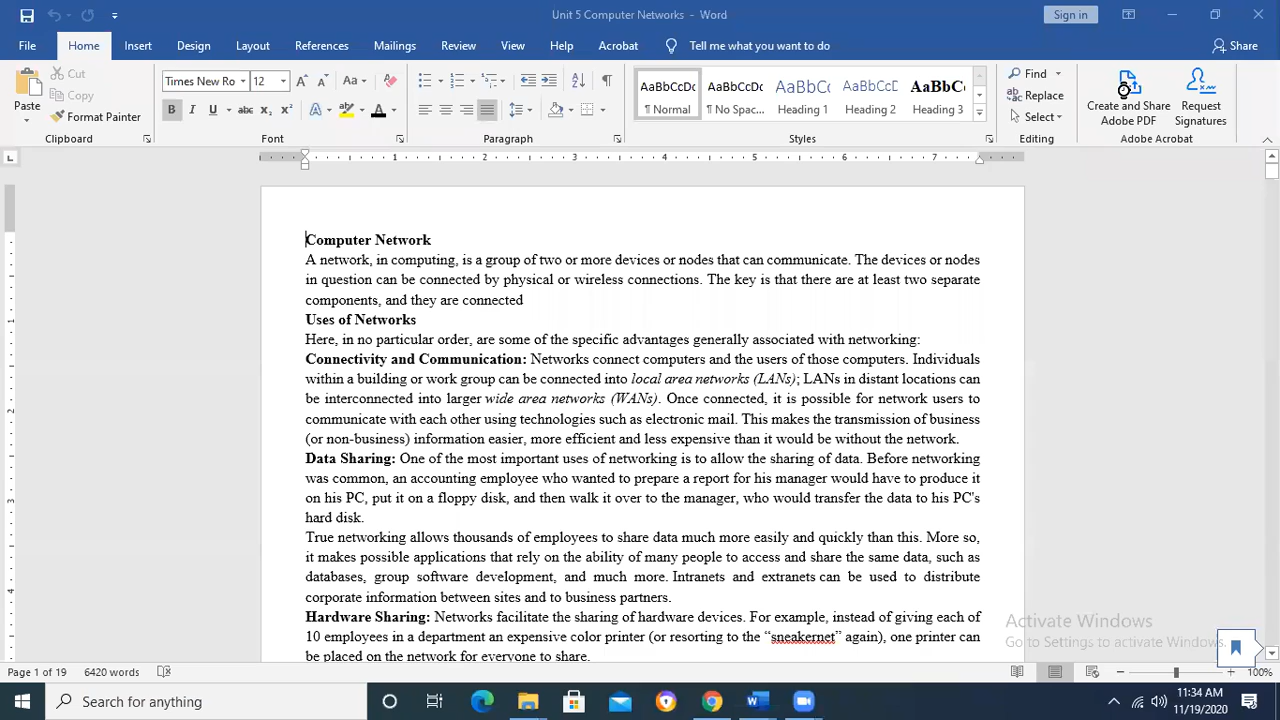 Unit 5 Computer Networks - Word
Sign in
File Home Insert Design Layout References Mailings Review View Help Acrobat Tell me what you want to do Share
Paste
Cut
Copy
Format Painter
Clipboard
Times New Ro 12
Aa
B I U abc x₂ x²
Font
Paragraph
AaBbCcDc AaBbCcDc AaBbC AaBbCcD AaBbCc
¶ Normal ¶ No Spac... Heading 1 Heading 2 Heading 3
Styles
Find
Replace
Select
Editing
Create and Share
Adobe PDF
Request
Signatures
Adobe Acrobat
1 2 3 4 5 6 7
Computer Network
A network, in computing, is a group of two or more devices or nodes that can communicate. The devices or nodes
in question can be connected by physical or wireless connections. The key is that there are at least two separate
components, and they are connected
Uses of Networks
Here, in no particular order, are some of the specific advantages generally associated with networking:
Connectivity and Communication: Networks connect computers and the users of those computers. Individuals
within a building or work group can be connected into local area networks (LANs); LANs in distant locations can
be interconnected into larger wide area networks (WANs). Once connected, it is possible for network users to
communicate with each other using technologies such as electronic mail. This makes the transmission of business
(or non-business) information easier, more efficient and less expensive than it would be without the network.
Data Sharing: One of the most important uses of networking is to allow the sharing of data. Before networking
was common, an accounting employee who wanted to prepare a report for his manager would have to produce it
on his PC, put it on a floppy disk, and then walk it over to the manager, who would transfer the data to his PC's
hard disk.
True networking allows thousands of employees to share data much more easily and quickly than this. More so,
it makes possible applications that rely on the ability of many people to access and share the same data, such as
databases, group software development, and much more. Intranets and extranets can be used to distribute
corporate information between sites and to business partners.
Hardware Sharing: Networks facilitate the sharing of hardware devices. For example, instead of giving each of
10 employees in a department an expensive color printer (or resorting to the “sneakernet” again), one printer can
be placed on the network for everyone to share.
1
2
3
4
Activate Windows
Go to Settings to activate Windows.
Page 1 of 19 6420 words
100%
Search for anything
11:34 AM
11/19/2020